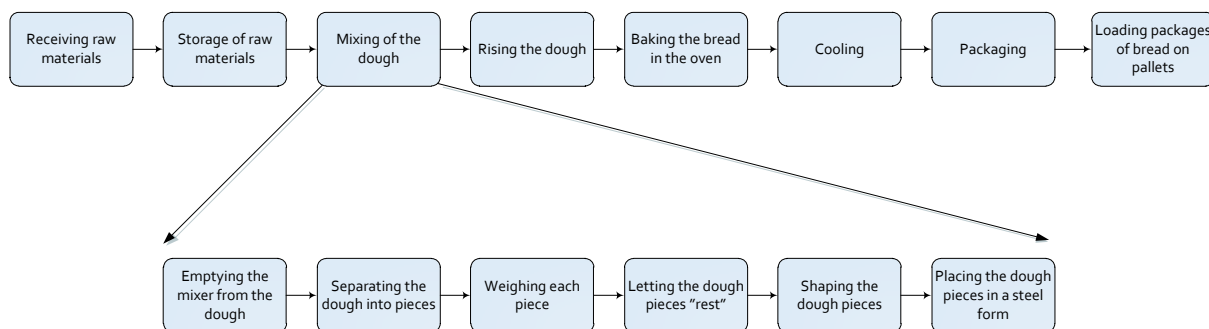 Receiving raw
materials
Storage of raw
materials
Mixing of the
dough
Rising the dough
Baking the bread
in the oven
Cooling
Packaging
Loading packages
of bread on
pallets
Emptying the
mixer from the
dough
Separating the
dough into pieces
Weighing each
piece
Letting the dough
pieces "rest"
Shaping the
dough pieces
Placing the dough
pieces in a steel
form